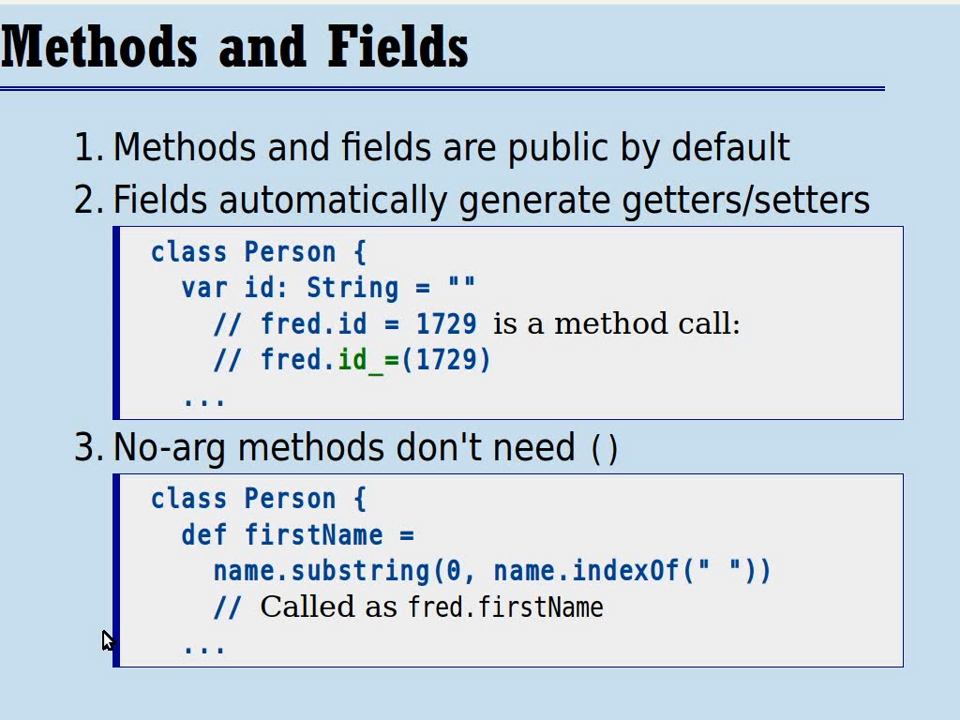 Methods and Fields
1. Methods and fields are public by default
2. Fields automatically generate getters/setters
class Person {
var id: String = ""
// fred.id = 1729 is a method call:
// fred.id_=(1729)
...
3. No-arg methods don't need ()
class Person {
def firstName =
name.substring(0, name.indexOf(" "))
// Called as fred.firstName
...